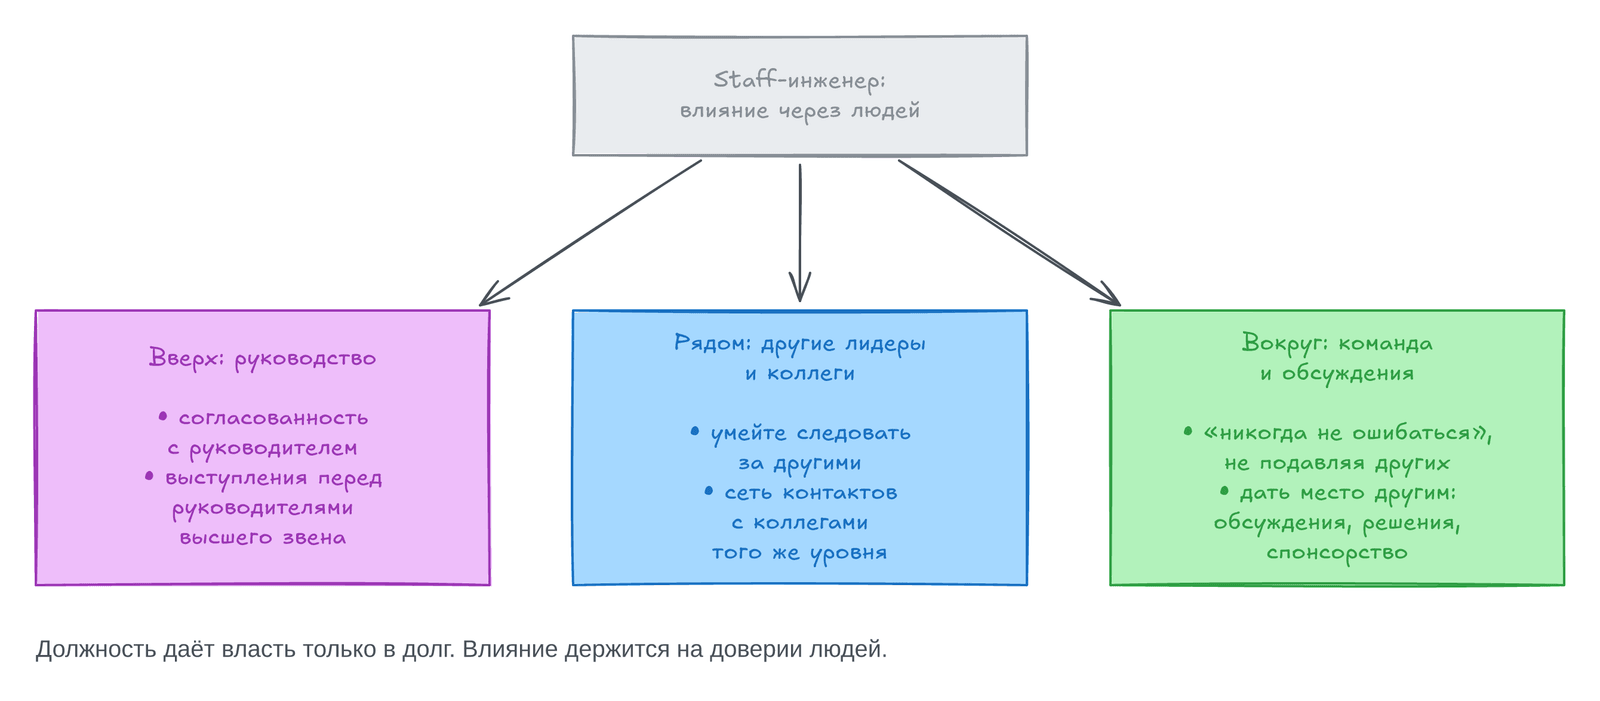 Staff-инженер:
влияние через людей
Вверх: руководство
• согласованность
с руководителем
• выступления перед
руководителями
высшего звена
Рядом: другие лидеры
и коллеги
• умейте следовать
за другими
• сеть контактов
с коллегами
того же уровня
Вокруг: команда
и обсуждения
• «никогда не ошибаться»,
не подавляя других
• дать место другим:
обсуждения, решения,
спонсорство
Должность даёт власть только в долг. Влияние держится на доверии людей.